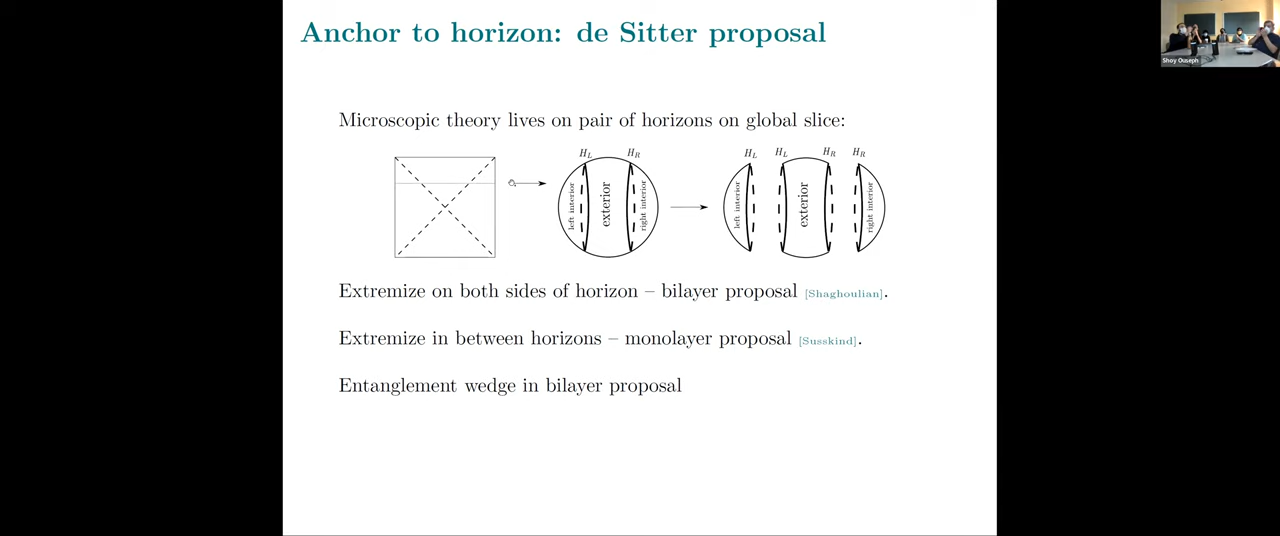 Anchor to horizon: de Sitter proposal
Shoy Ouseph
Microscopic theory lives on pair of horizons on global slice:
H_L H_R H_L H_L H_R H_R
left interior exterior right interior left interior exterior right interior
Extremize on both sides of horizon – bilayer proposal [Shaghoulian].
Extremize in between horizons – monolayer proposal [Susskind].
Entanglement wedge in bilayer proposal